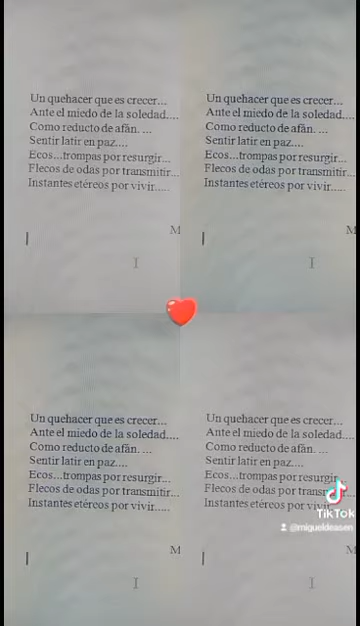 Un quehacer que es crecer...
Ante el miedo de la soledad....
Como reducto de afán. ...
Sentir latir en paz....
Ecos...trompas por resurgir...
Flecos de odas por transmitir...
Instantes etéreos por vivir.....
M
Un quehacer que es crecer...
Ante el miedo de la soledad....
Como reducto de afán. ...
Sentir latir en paz....
Ecos...trompas por resurgir...
Flecos de odas por transmitir...
Instantes etéreos por vivir.....
M
Un quehacer que es crecer...
Ante el miedo de la soledad....
Como reducto de afán. ...
Sentir latir en paz....
Ecos...trompas por resurgir...
Flecos de odas por transmitir...
Instantes etéreos por vivir.....
M
Un quehacer que es crecer...
Ante el miedo de la soledad....
Como reducto de afán. ...
Sentir latir en paz....
Ecos...trompas por resurgir
Flecos de odas por
Instantes etéreos por
M
TikTok
@migueldeasen